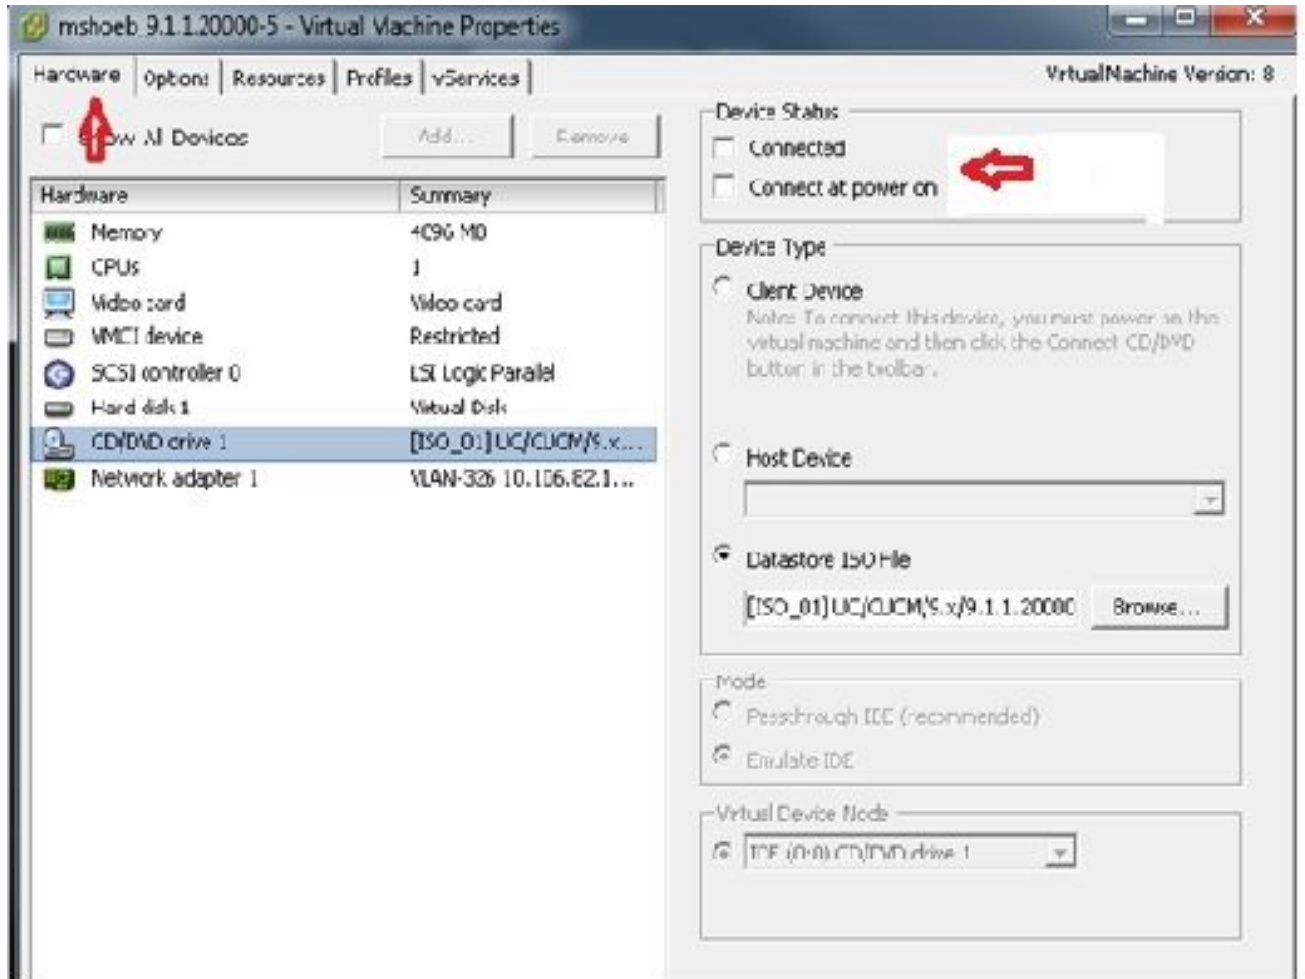 mshoeb 9.1.1.20000-5 - Virtual Machine Properties
Hardware Options Resources Profiles vServices
Virtual Machine Version: 8
Show All Devices Add... Remove
Hardware Summary
Memory 4096 MB
CPUs 1
Video card Video card
VMCI device Restricted
SCSI controller 0 LSI Logic Parallel
Hard disk 1 Virtual Disk
CD/DVD drive 1 [ISO_01] UC/CUCM/9.x...
Network adapter 1 VLAN-326 10.106.82.1...
Device Status
Connected
Connect at power on
Device Type
Client Device
Note: To connect this device, you must power on the
virtual machine and then click the Connect CD/DVD
button in the toolbar.
Host Device
Datastore ISO File
[ISO_01] UC/CUCM/9.x/9.1.1.20000 Browse...
Mode
Passthrough IDE (recommended)
Emulate IDE
Virtual Device Node
IDE (0:0) CD/DVD drive 1